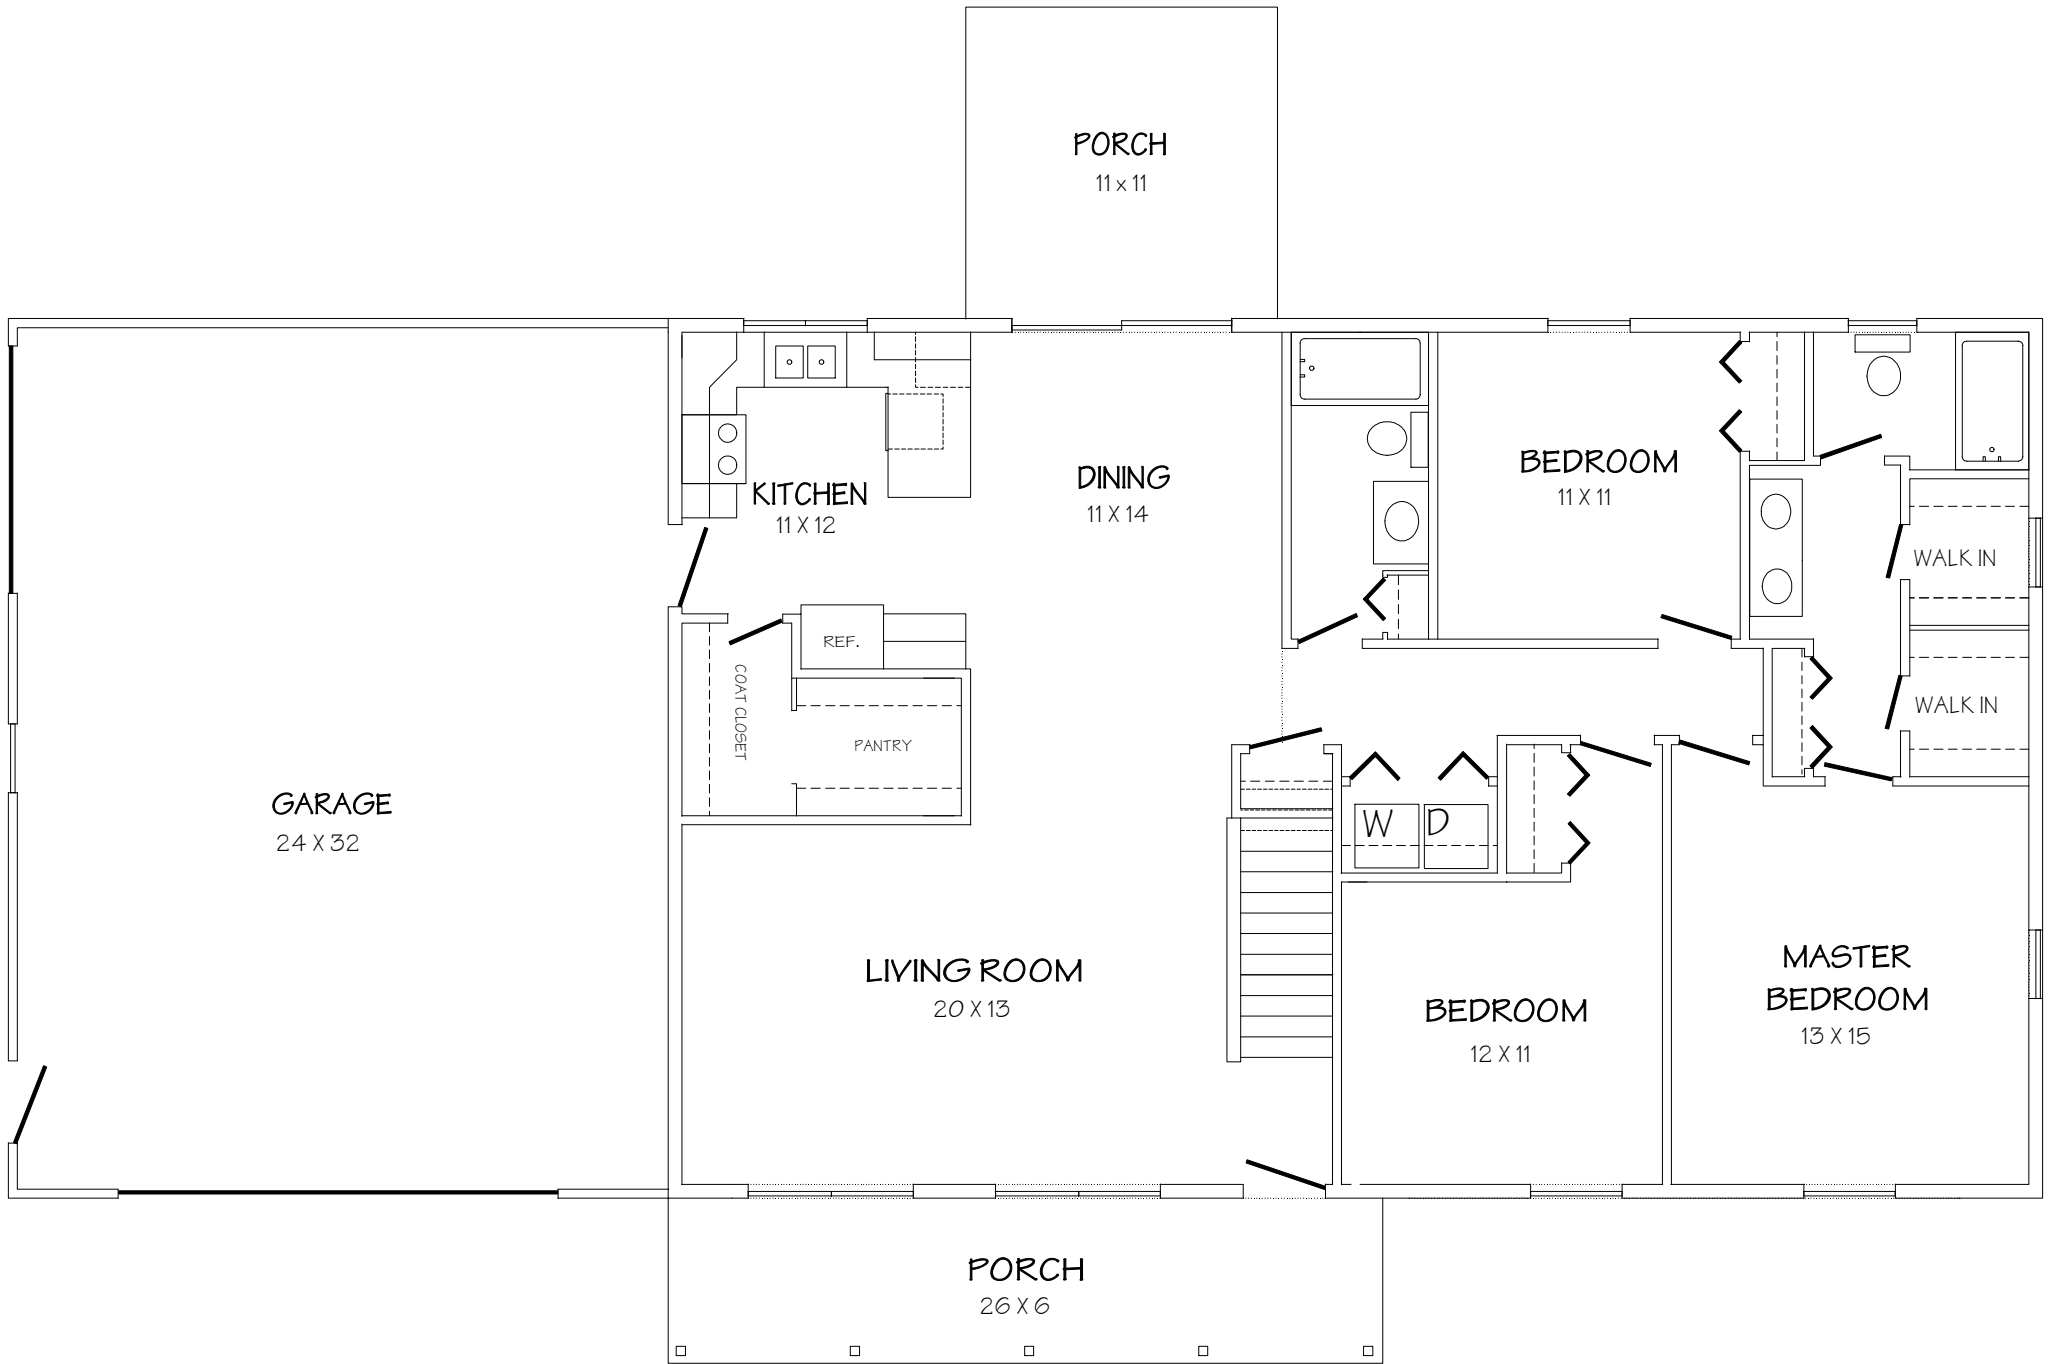 PORCH
11 x 11
KITCHEN
11 X 12
DINING
11 X 14
BEDROOM
11 X 11
WALK IN
WALK IN
REF.
COAT CLOSET
PANTRY
GARAGE
24 X 32
W D
LIVING ROOM
20 X 13
BEDROOM
12 X 11
MASTER
BEDROOM
13 X 15
PORCH
26 X 6